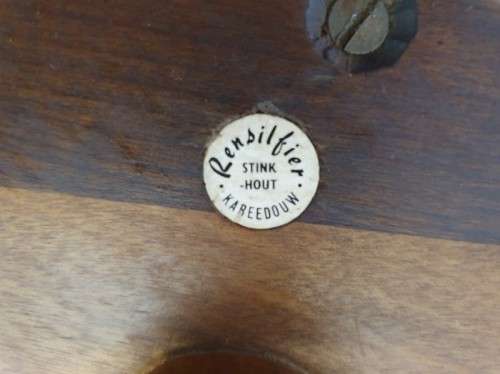 Rensilfier
STINK
-HOUT
· KAREEDOUW ·